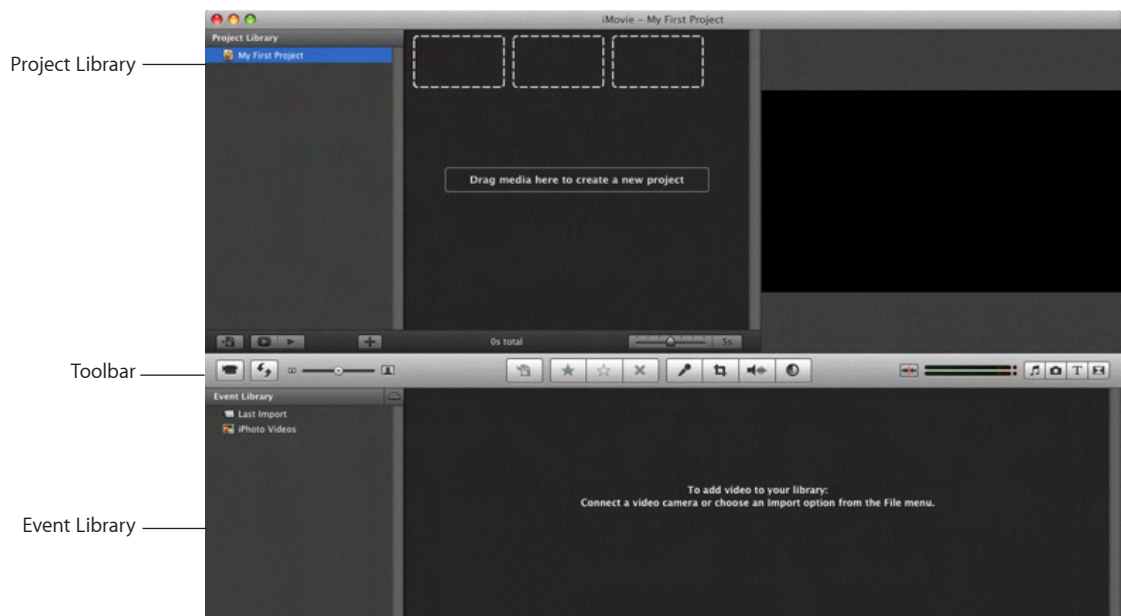 iMovie – My First Project
Project Library
My First Project
Project Library
Drag media here to create a new project
0s total
5s
Toolbar
T
Event Library
Last Import
iPhoto Videos
To add video to your library:
Connect a video camera or choose an Import option from the File menu.
Event Library